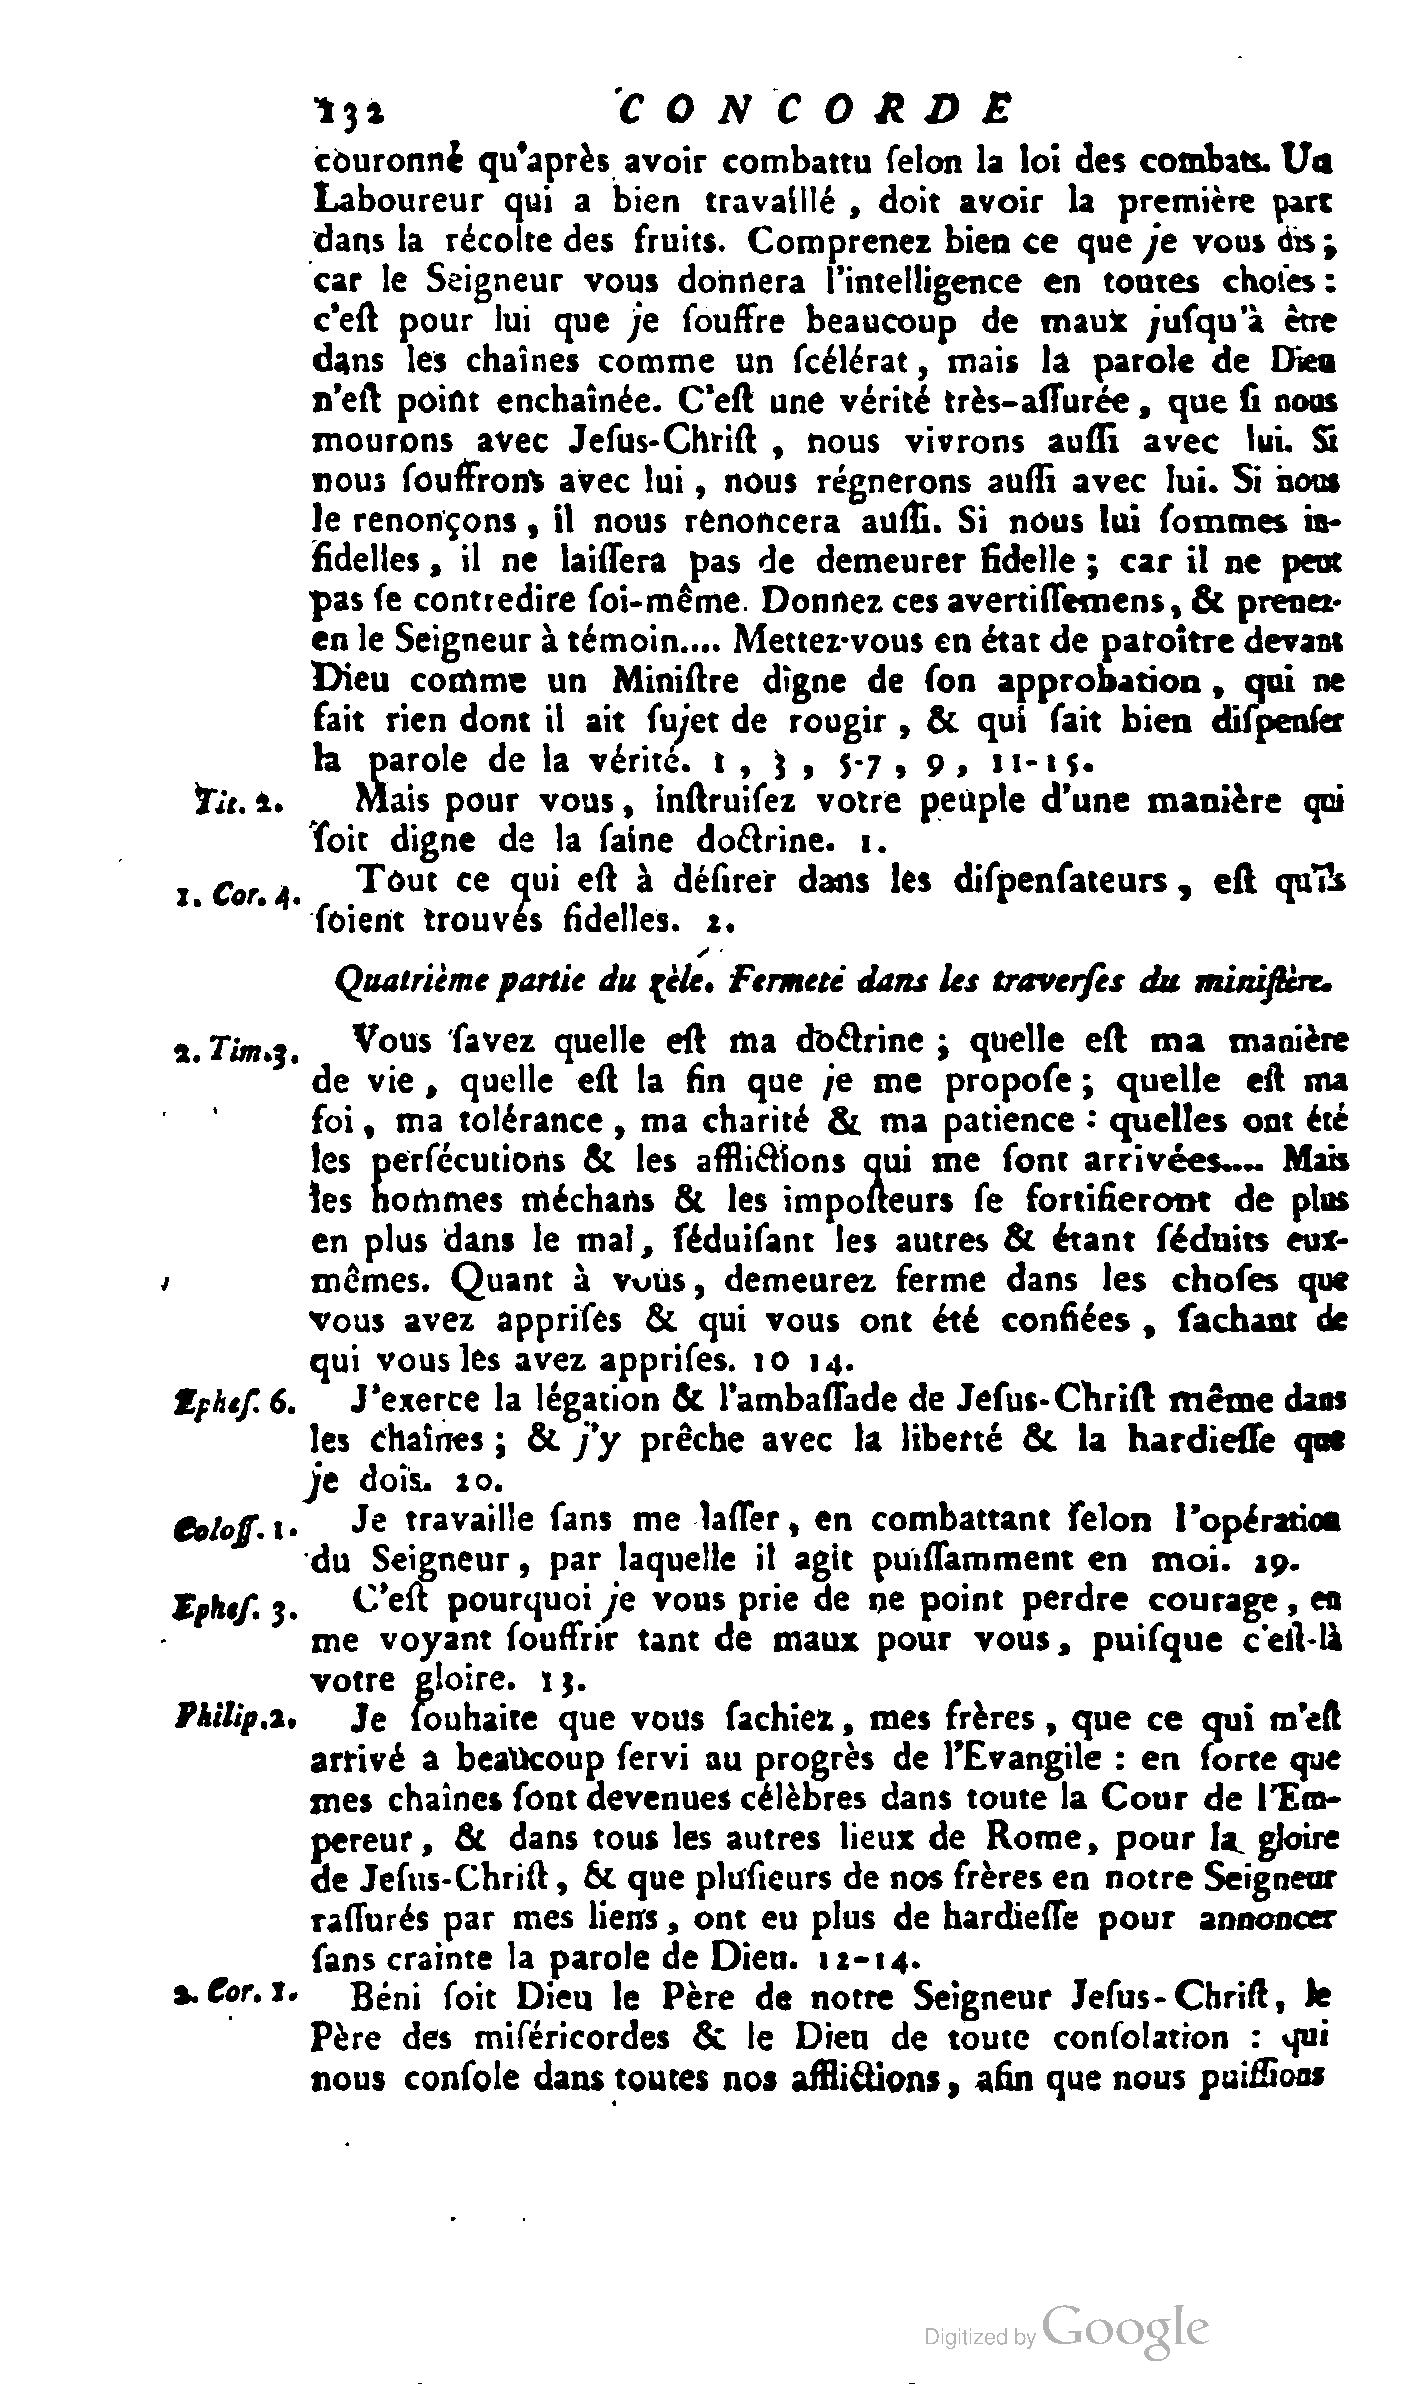 132 CONCORDE
couronné qu'après avoir combattu ſelon la loi des combats. Un
Laboureur qui a bien travaillé, doit avoir la première part
dans la récolte des fruits. Comprenez bien ce que je vous dis;
car le Seigneur vous donnera l'intelligence en toutes choſes:
c'eſt pour lui que je ſouffre beaucoup de maux juſqu'à être
dans les chaînes comme un ſcélérat, mais la parole de Dieu
n'eſt point enchaînée. C'eſt une vérité très-aſſurée, que ſi nous
mourons avec Jeſus-Chriſt, nous vivrons auſſi avec lui. Si
nous ſouffrons avec lui, nous régnerons auſſi avec lui. Si nous
le renonçons, il nous renoncera auſſi. Si nous lui ſommes in-
fidelles, il ne laiſſera pas de demeurer fidelle; car il ne peut
pas ſe contredire ſoi-même. Donnez ces avertiſſemens, & prenez-
en le Seigneur à témoin.... Mettez-vous en état de paroître devant
Dieu comme un Miniſtre digne de ſon approbation, qui ne
fait rien dont il ait ſujet de rougir, & qui fait bien diſpenſer
la parole de la vérité. 1, 3, 5-7, 9, 11-15.
Tit. 2. Mais pour vous, inſtruiſez votre peuple d'une manière qui
ſoit digne de la ſaine doctrine. 1.
1. Cor. 4. Tout ce qui eſt à déſirer dans les diſpenſateurs, eſt qu'ils
ſoient trouvés fidelles. 2.
Quatrième partie du zèle. Fermeté dans les traverſes du miniſtère.
2. Tim. 3. Vous ſavez quelle eſt ma doctrine; quelle eſt ma manière
de vie, quelle eſt la fin que je me propoſe; quelle eſt ma
foi, ma tolérance, ma charité & ma patience: quelles ont été
les perſécutions & les afflictions qui me ſont arrivées.... Mais
les hommes méchans & les impoſteurs ſe fortifieront de plus
en plus dans le mal, ſéduiſant les autres & étant ſéduits eux-
mêmes. Quant à vous, demeurez ferme dans les choſes que
vous avez appriſes & qui vous ont été confiées, ſachant de
qui vous les avez appriſes. 10 14.
Epheſ. 6. J'exerce la légation & l'ambaſſade de Jeſus-Chriſt même dans
les chaînes; & j'y prêche avec la liberté & la hardieſſe que
je dois. 20.
Coloſſ. 1. Je travaille ſans me laſſer, en combattant ſelon l'opération
du Seigneur, par laquelle il agit puiſſamment en moi. 29.
Epheſ. 3. C'eſt pourquoi je vous prie de ne point perdre courage, en
me voyant ſouffrir tant de maux pour vous, puiſque c'eſt-là
votre gloire. 13.
Philip. 2. Je ſouhaite que vous ſachiez, mes frères, que ce qui m'eſt
arrivé a beaucoup ſervi au progrès de l'Evangile: en ſorte que
mes chaînes ſont devenues célèbres dans toute la Cour de l'Em-
pereur, & dans tous les autres lieux de Rome, pour la gloire
de Jeſus-Chriſt, & que pluſieurs de nos frères en notre Seigneur
raſſurés par mes liens, ont eu plus de hardieſſe pour annoncer
ſans crainte la parole de Dieu. 12-14.
2. Cor. 1. Béni ſoit Dieu le Père de notre Seigneur Jeſus-Chriſt, le
Père des miſéricordes & le Dieu de toute conſolation: qui
nous conſole dans toutes nos afflictions, afin que nous puiſſions
Digitized by Google